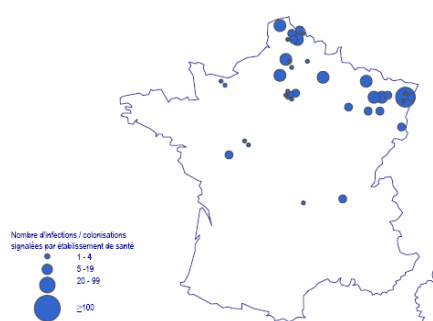 Nombre d'infections / colonisations
signalées par établissement de santé
1 - 4
5 -19
20 - 99
≥100